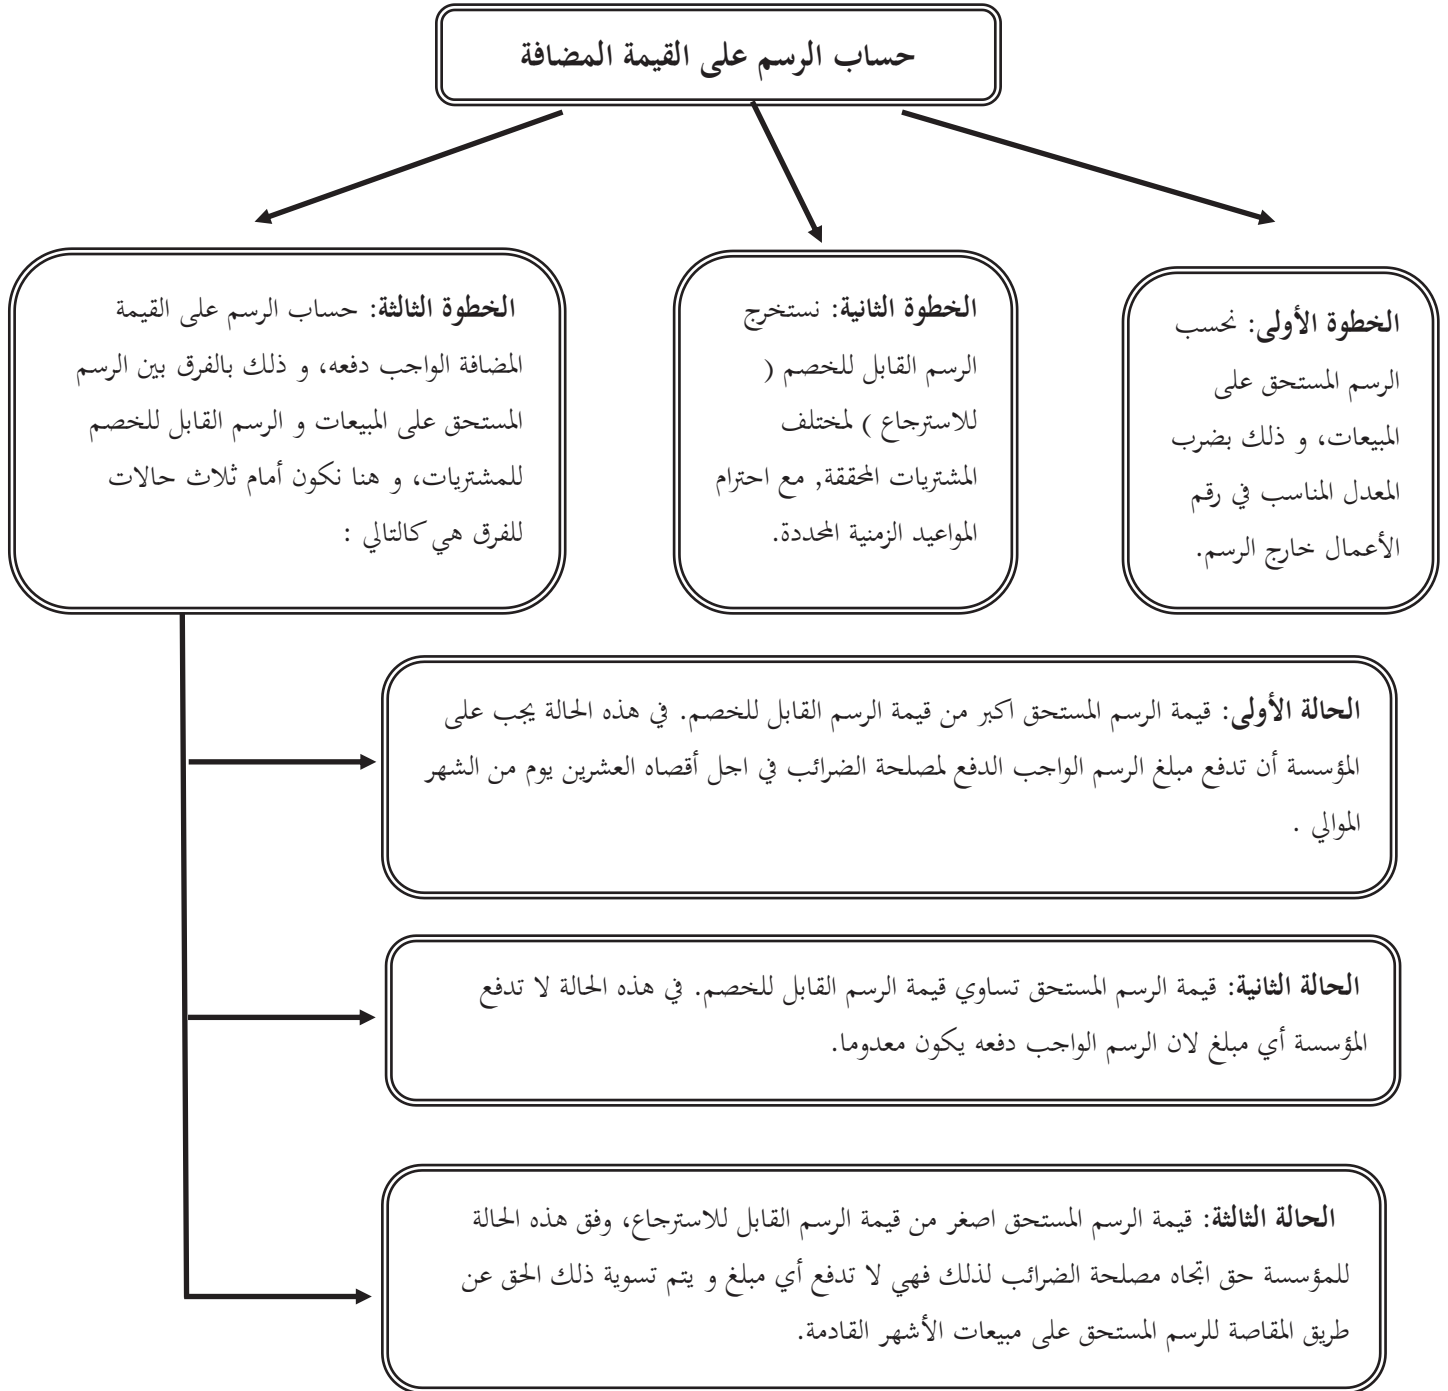 حساب الرسم على القيمة المضافة
الخطوة الأولى: نحسب
الرسم المستحق على
المبيعات، و ذلك بضرب
المعدل المناسب في رقم
الأعمال خارج الرسم.
الخطوة الثانية: نستخرج
الرسم القابل للخصم (
للاسترجاع ) لمختلف
المشتريات المحققة, مع احترام
المواعيد الزمنية المحددة.
الخطوة الثالثة: حساب الرسم على القيمة
المضافة الواجب دفعه، و ذلك بالفرق بين الرسم
المستحق على المبيعات و الرسم القابل للخصم
للمشتريات، و هنا نكون أمام ثلاث حالات
للفرق هي كالتالي :
الحالة الأولى: قيمة الرسم المستحق اكبر من قيمة الرسم القابل للخصم. في هذه الحالة يجب على
المؤسسة أن تدفع مبلغ الرسم الواجب الدفع لمصلحة الضرائب في اجل أقصاه العشرين يوم من الشهر
الموالي .
الحالة الثانية: قيمة الرسم المستحق تساوي قيمة الرسم القابل للخصم. في هذه الحالة لا تدفع
المؤسسة أي مبلغ لان الرسم الواجب دفعه يكون معدوما.
الحالة الثالثة: قيمة الرسم المستحق اصغر من قيمة الرسم القابل للاسترجاع، وفق هذه الحالة
للمؤسسة حق اتجاه مصلحة الضرائب لذلك فهي لا تدفع أي مبلغ و يتم تسوية ذلك الحق عن
طريق المقاصة للرسم المستحق على مبيعات الأشهر القادمة.